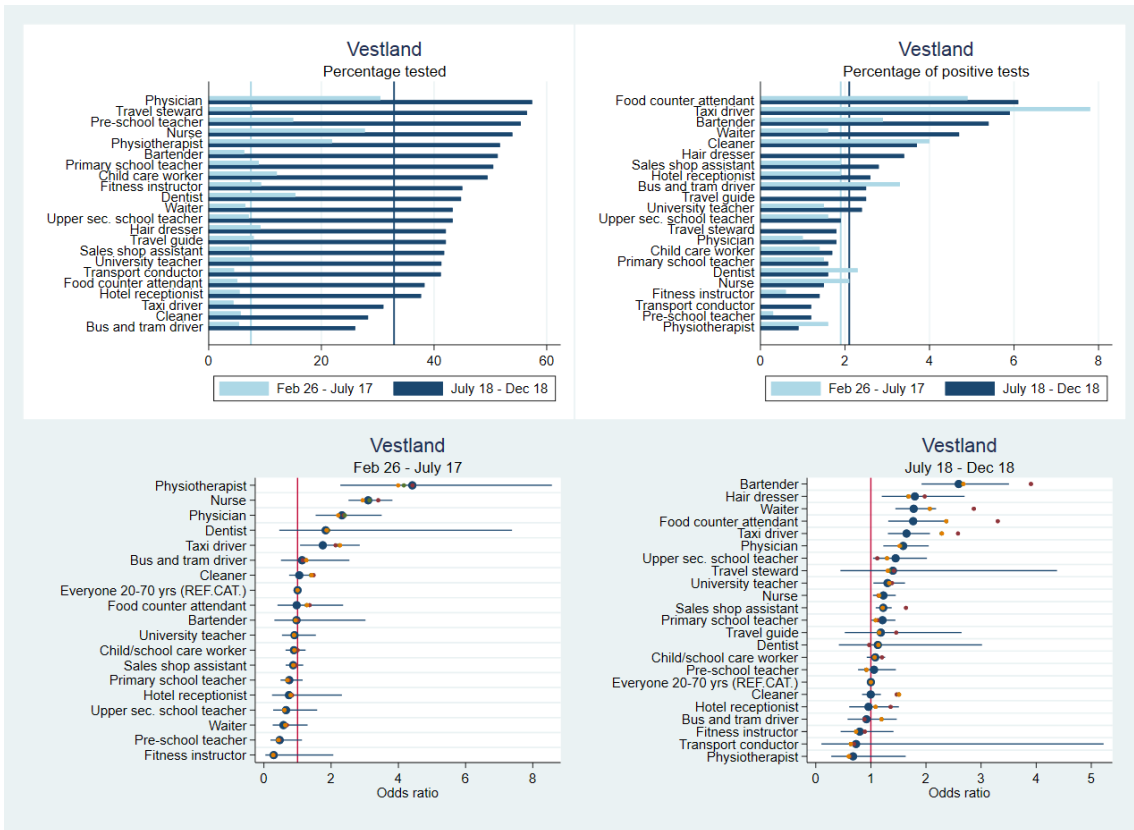 Vestland
Percentage tested
Physician
Travel steward
Pre-school teacher
Nurse
Physiotherapist
Bartender
Primary school teacher
Child care worker
Fitness instructor
Dentist
Waiter
Upper sec. school teacher
Hair dresser
Travel guide
Sales shop assistant
University teacher
Transport conductor
Food counter attendant
Hotel receptionist
Taxi driver
Cleaner
Bus and tram driver
0 20 40 60
Feb 26 - July 17 July 18 - Dec 18
Vestland
Percentage of positive tests
Food counter attendant
Taxi driver
Bartender
Waiter
Cleaner
Hair dresser
Sales shop assistant
Hotel receptionist
Bus and tram driver
Travel guide
University teacher
Upper sec. school teacher
Travel steward
Physician
Child care worker
Primary school teacher
Dentist
Nurse
Fitness instructor
Transport conductor
Pre-school teacher
Physiotherapist
0 2 4 6 8
Feb 26 - July 17 July 18 - Dec 18
Vestland
Feb 26 - July 17
Physiotherapist
Nurse
Physician
Dentist
Taxi driver
Bus and tram driver
Cleaner
Everyone 20-70 yrs (REF.CAT.)
Food counter attendant
Bartender
University teacher
Child/school care worker
Sales shop assistant
Primary school teacher
Hotel receptionist
Upper sec. school teacher
Waiter
Pre-school teacher
Fitness instructor
0 2 4 6 8
Odds ratio
Vestland
July 18 - Dec 18
Bartender
Hair dresser
Waiter
Food counter attendant
Taxi driver
Physician
Upper sec. school teacher
Travel steward
University teacher
Nurse
Sales shop assistant
Primary school teacher
Travel guide
Dentist
Child/school care worker
Pre-school teacher
Everyone 20-70 yrs (REF.CAT.)
Cleaner
Hotel receptionist
Bus and tram driver
Fitness instructor
Transport conductor
Physiotherapist
0 1 2 3 4 5
Odds ratio